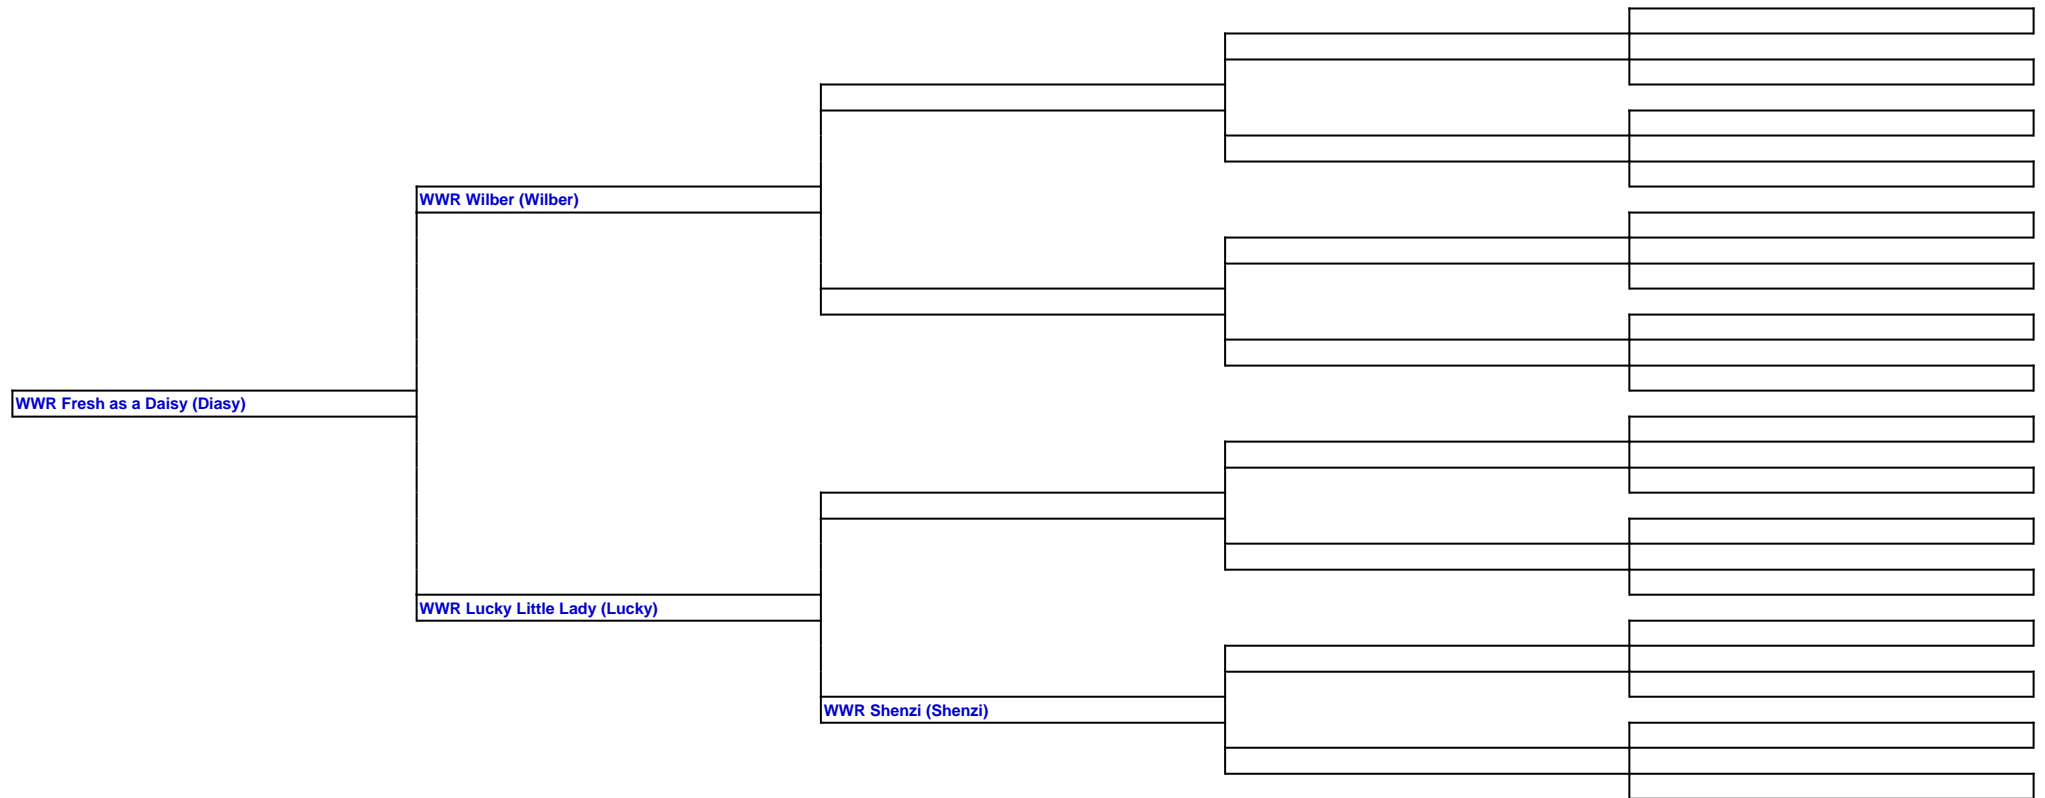 WWR Wilber (Wilber)
WWR Fresh as a Daisy (Diasy)
WWR Lucky Little Lady (Lucky)
WWR Shenzi (Shenzi)